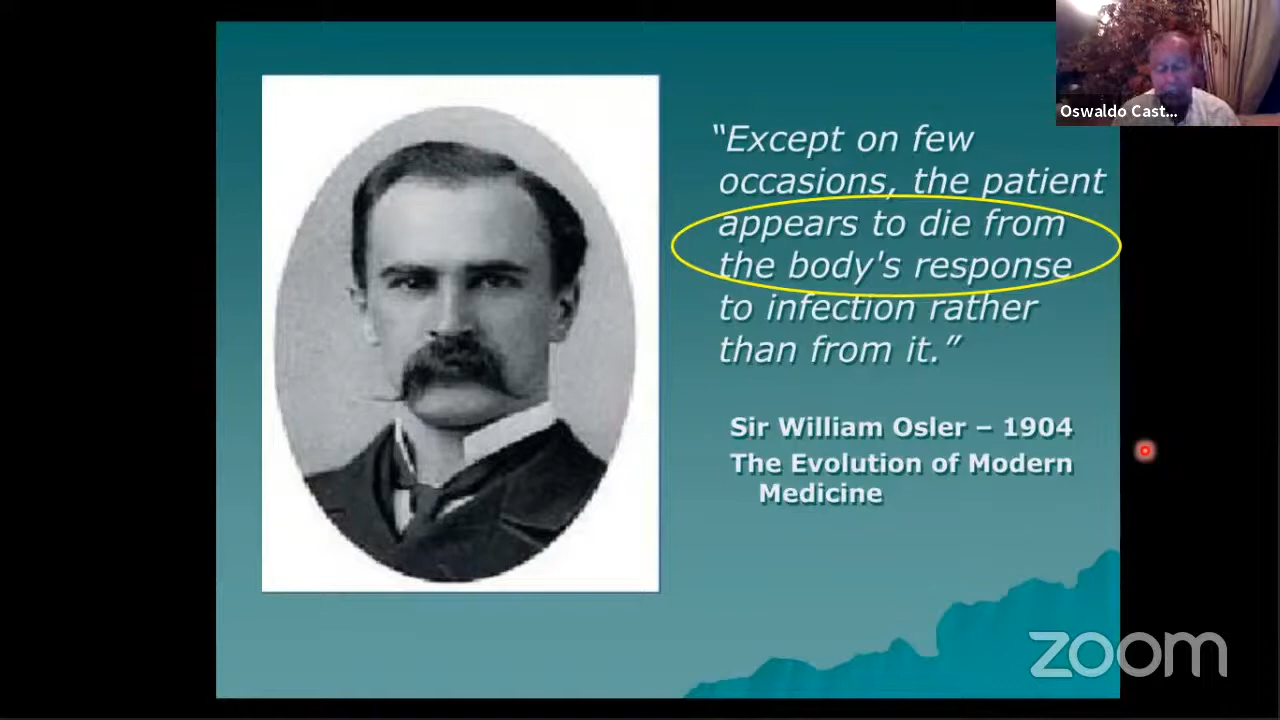 Oswaldo Cast...
“Except on few
occasions, the patient
appears to die from
the body's response
to infection rather
than from it.”
Sir William Osler – 1904
The Evolution of Modern
Medicine
zoom